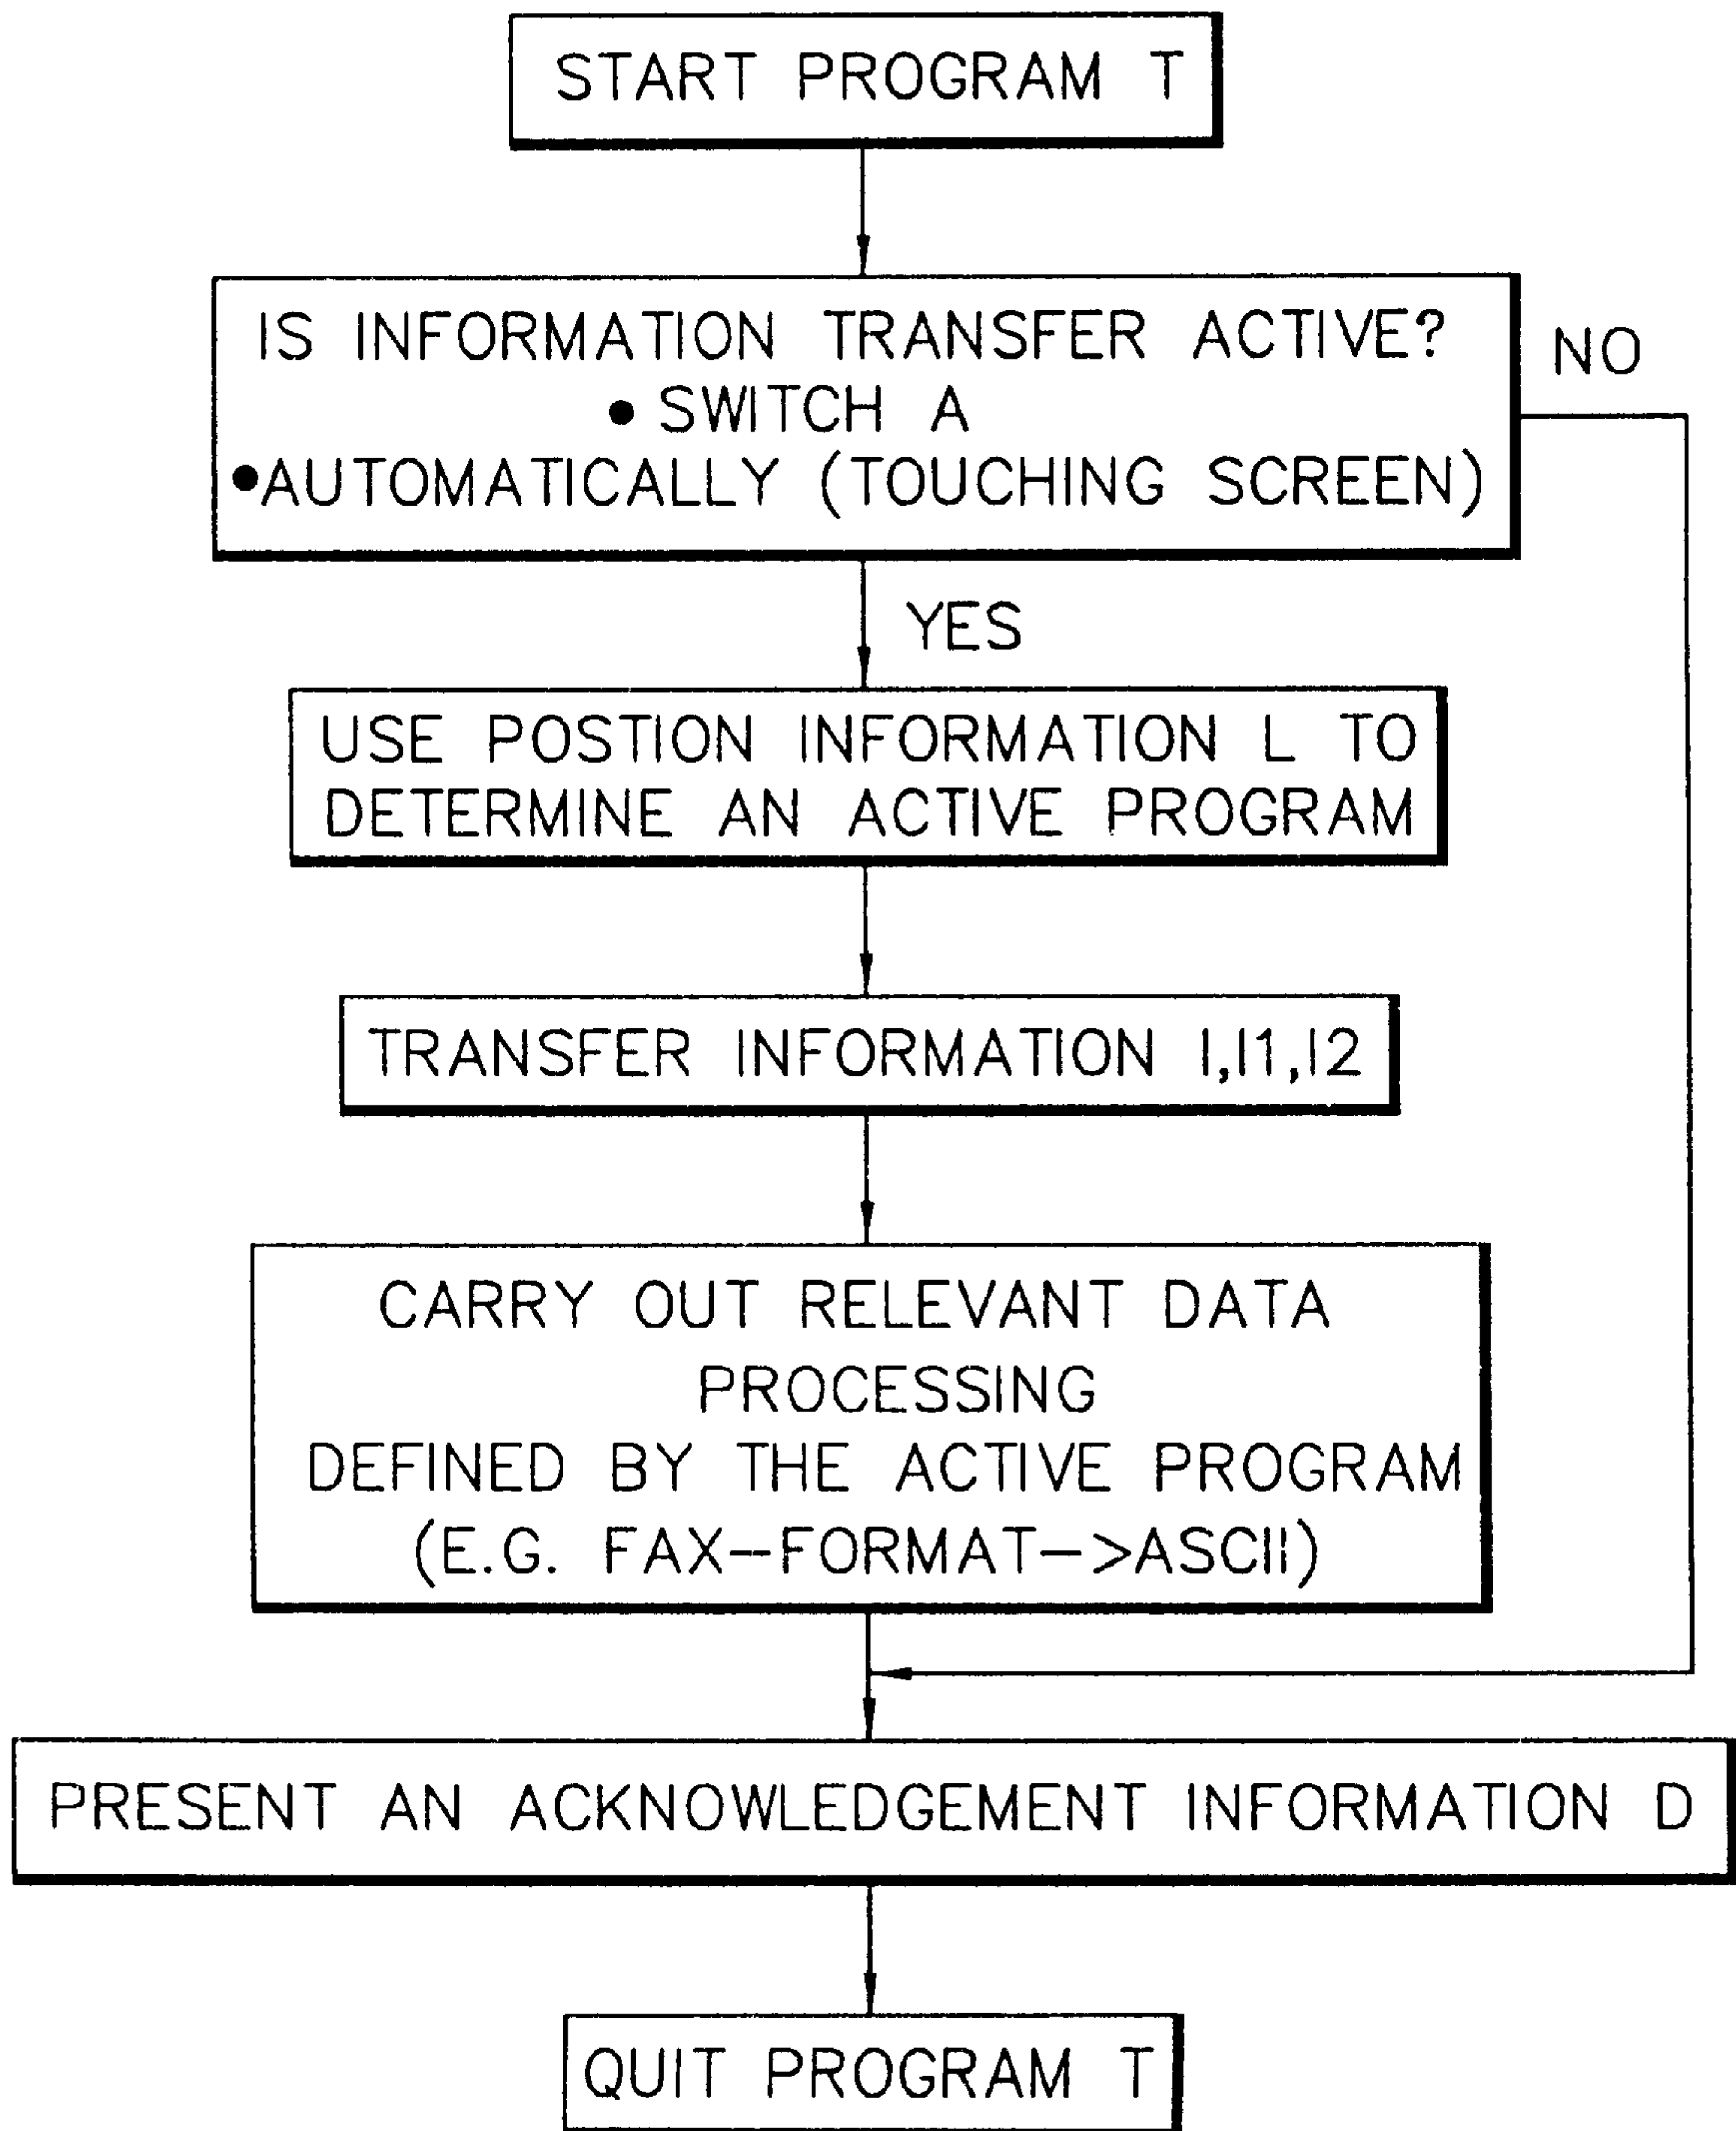 START PROGRAM T
IS INFORMATION TRANSFER ACTIVE?
• SWITCH A
•AUTOMATICALLY (TOUCHING SCREEN)
NO
YES
USE POSTION INFORMATION L TO
DETERMINE AN ACTIVE PROGRAM
TRANSFER INFORMATION I,I1,I2
CARRY OUT RELEVANT DATA
PROCESSING
DEFINED BY THE ACTIVE PROGRAM
(E.G. FAX--FORMAT—>ASCII)
PRESENT AN ACKNOWLEDGEMENT INFORMATION D
QUIT PROGRAM T